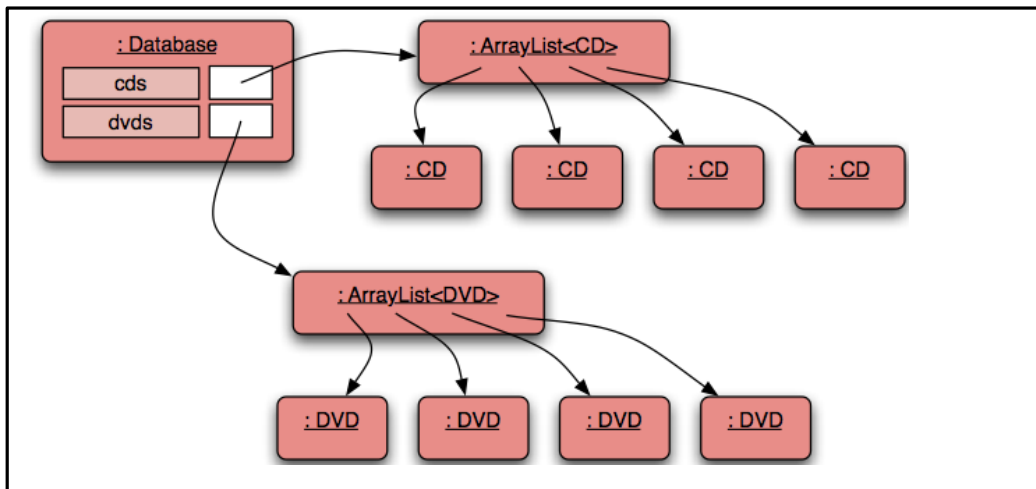 : Database
cds
dvds
: ArrayList<CD>
: CD
: CD
: CD
: CD
: ArrayList<DVD>
: DVD
: DVD
: DVD
: DVD